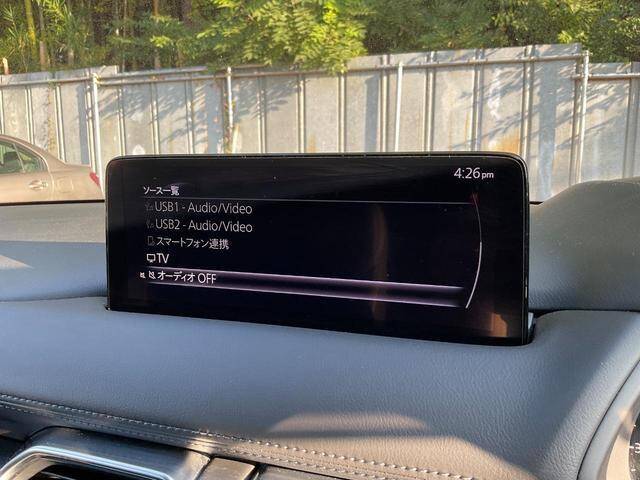 4:26pm
ソース一覧
USB1 - Audio/Video
USB2 - Audio/Video
スマートフォン連携
TV
オーディオ OFF